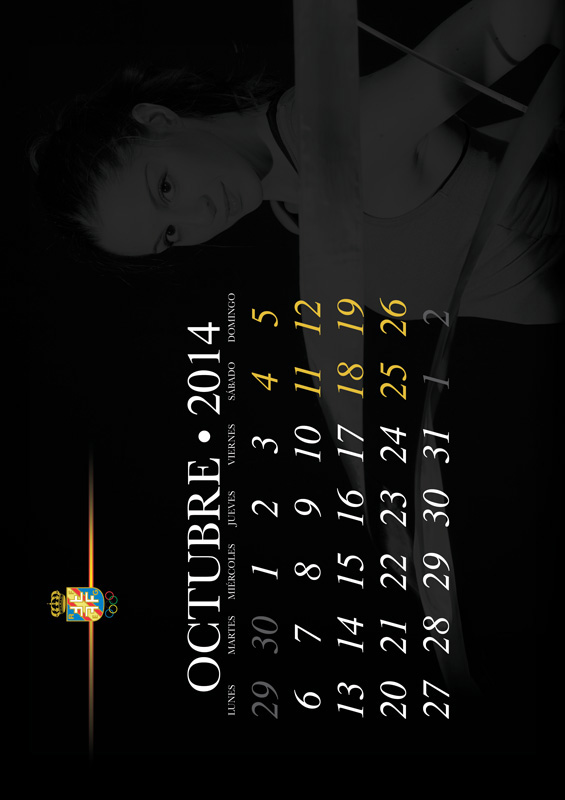 OCTUBRE • 2014
LUNES MARTES MIÉRCOLES JUEVES VIERNES SÁBADO DOMINGO
29 30 1 2 3 4 5
6 7 8 9 10 11 12
13 14 15 16 17 18 19
20 21 22 23 24 25 26
27 28 29 30 31 1 2